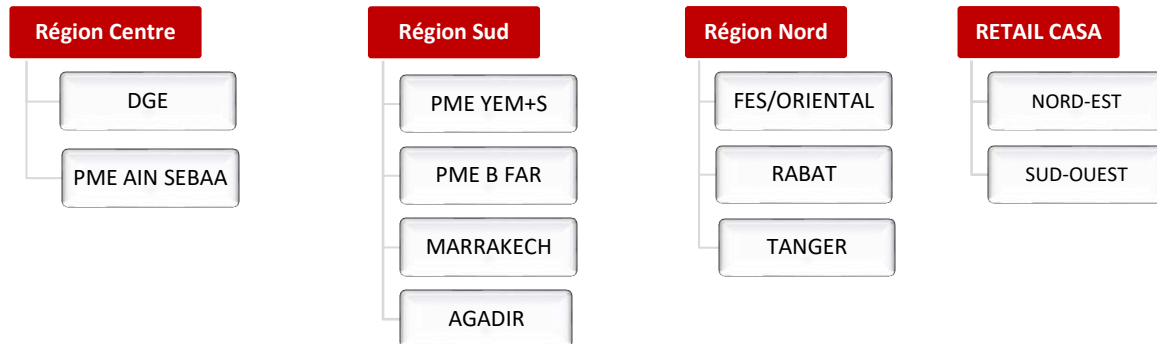 Région Centre
DGE
PME AIN SEBAA
Région Sud
PME YEM+S
PME B FAR
MARRAKECH
AGADIR
Région Nord
FES/ORIENTAL
RABAT
TANGER
RETAIL CASA
NORD-EST
SUD-OUEST